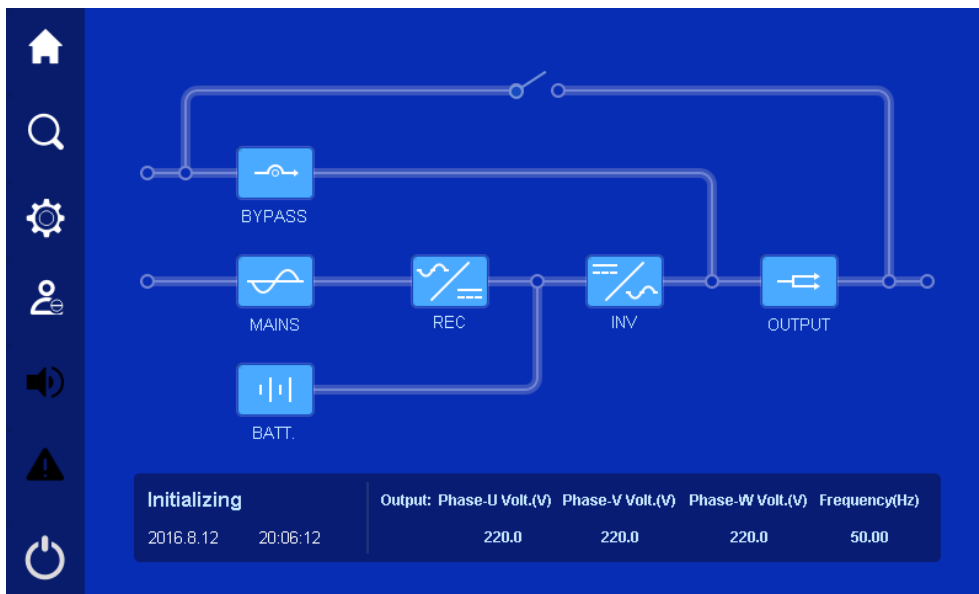 BYPASS
MAINS
REC
INV
OUTPUT
BATT.
Initializing
2016.8.12 20:06:12
Output: Phase-U Volt.(V) Phase-V Volt.(V) Phase-W Volt.(V) Frequency(Hz)
220.0 220.0 220.0 50.00